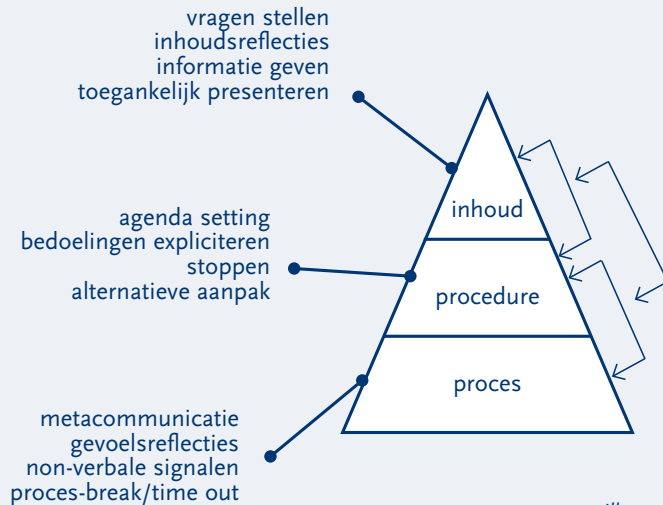 vragen stellen
inhoudsreflecties
informatie geven
toegankelijk presenteren
inhoud
agenda setting
bedoelingen expliciteren
stoppen
alternatieve aanpak
procedure
proces
metacommunicatie
gevoelsreflecties
non-verbale signalen
proces-break/time out